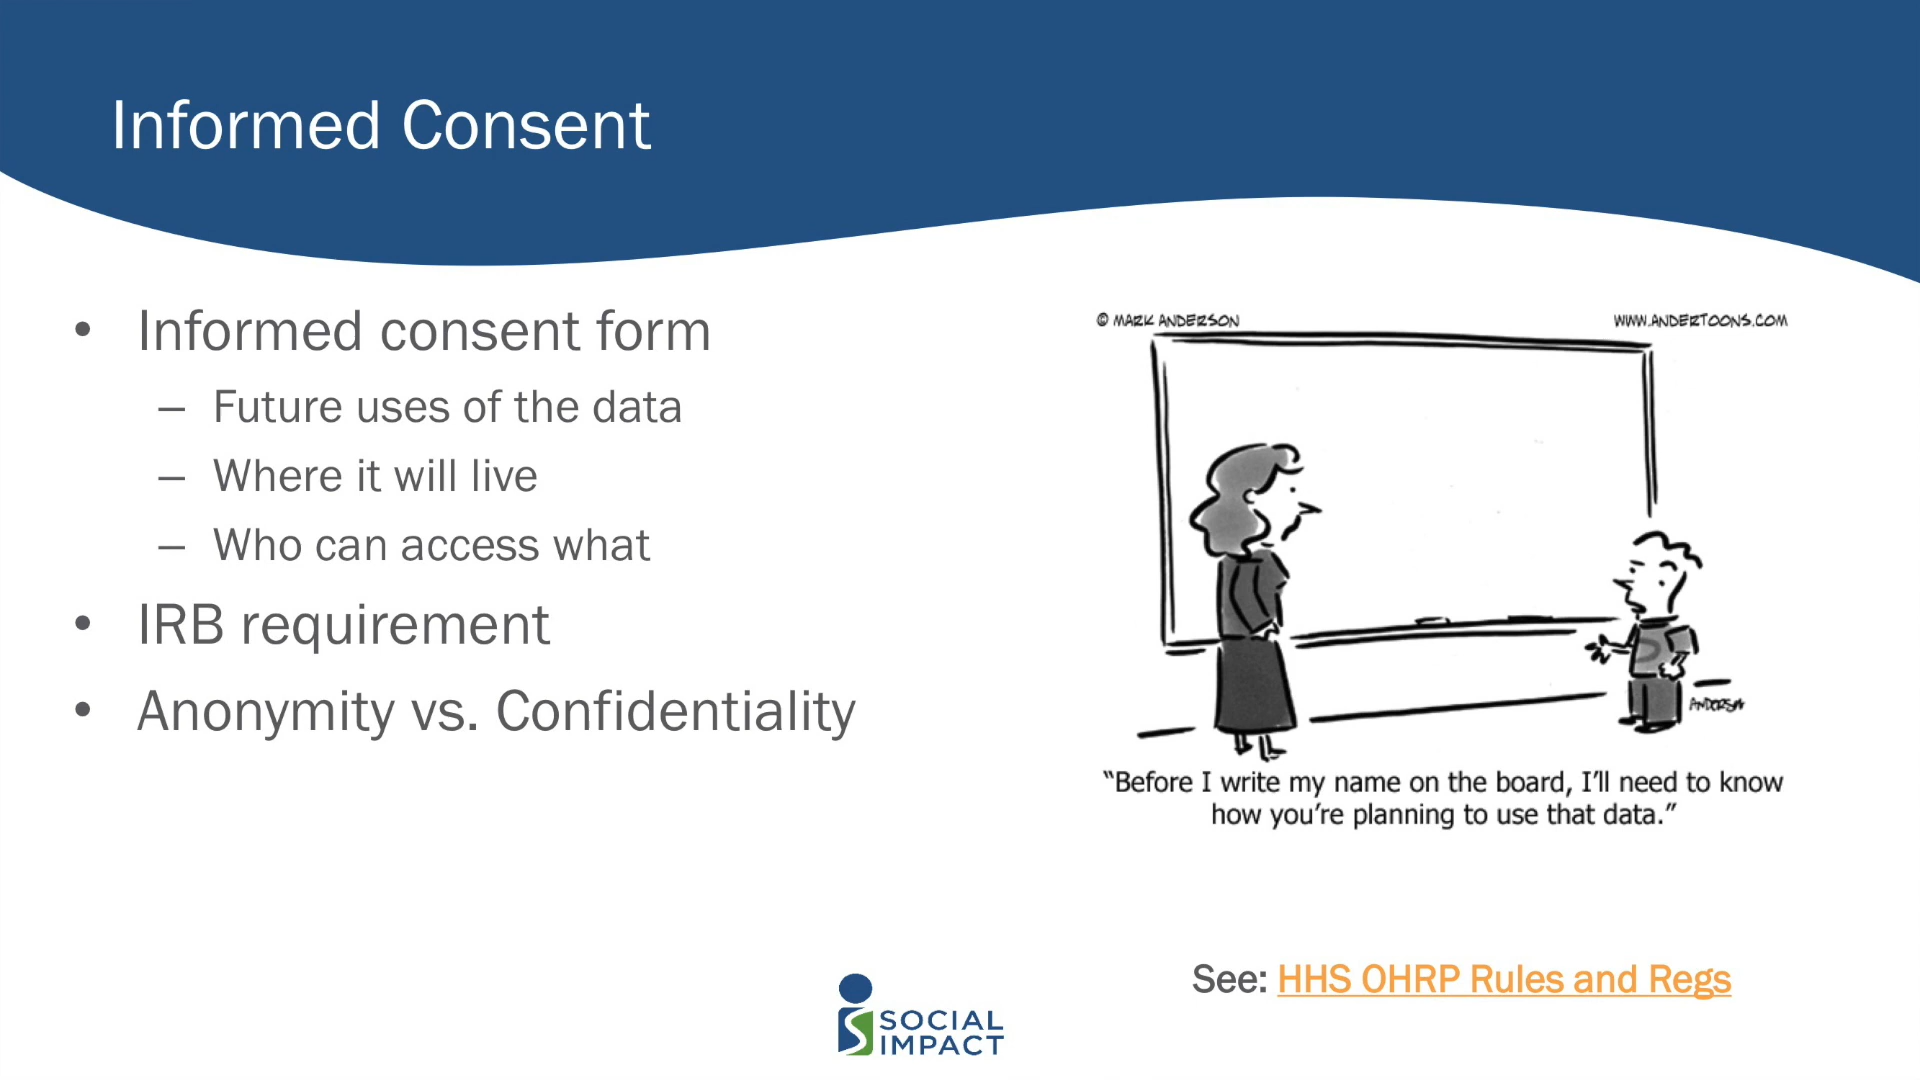 Informed Consent
• Informed consent form
– Future uses of the data
– Where it will live
– Who can access what
• IRB requirement
• Anonymity vs. Confidentiality
© MARK ANDERSON
WWW.ANDERTOONS.COM
ANDERSON
“Before I write my name on the board, I’ll need to know
how you’re planning to use that data.”
See: HHS OHRP Rules and Regs
SOCIAL
IMPACT